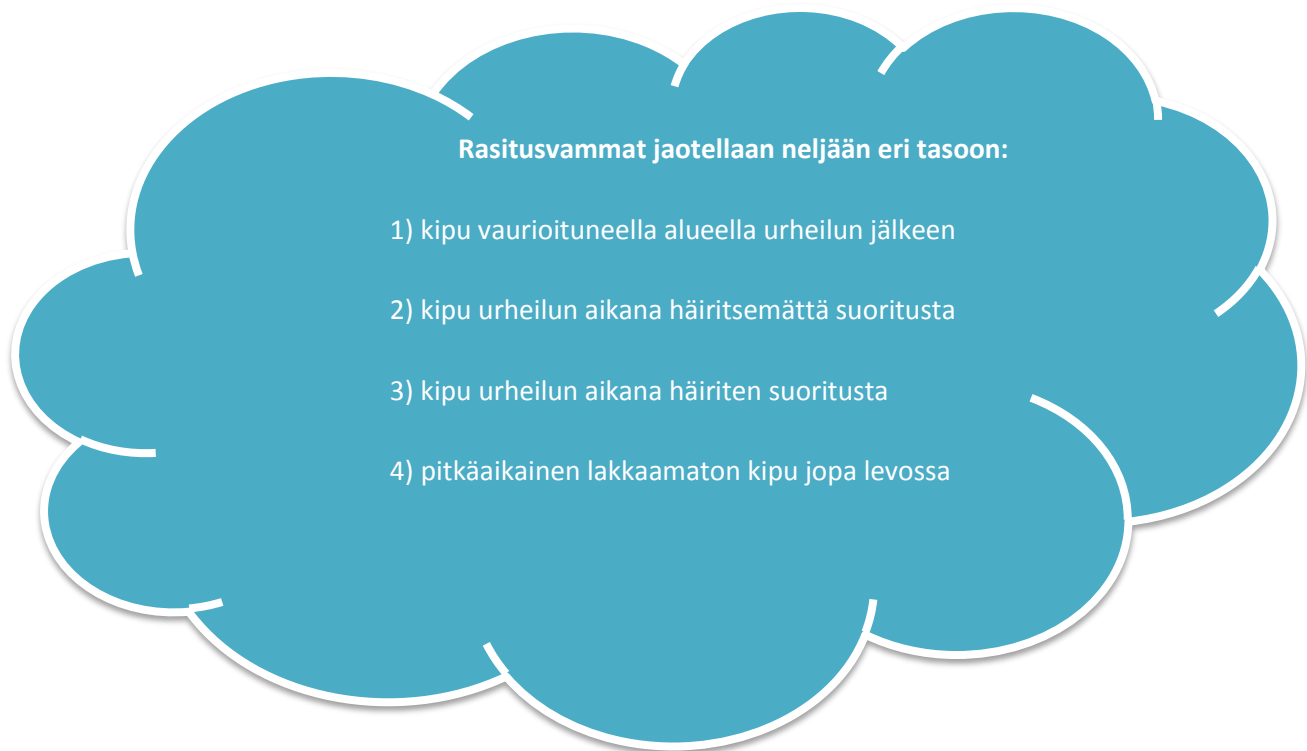 Rasitusvammat jaotellaan neljään eri tasoon:
1) kipu vaurioituneella alueella urheilun jälkeen
2) kipu urheilun aikana häiritsemättä suoritusta
3) kipu urheilun aikana häiriten suoritusta
4) pitkäaikainen lakkaamaton kipu jopa levossa